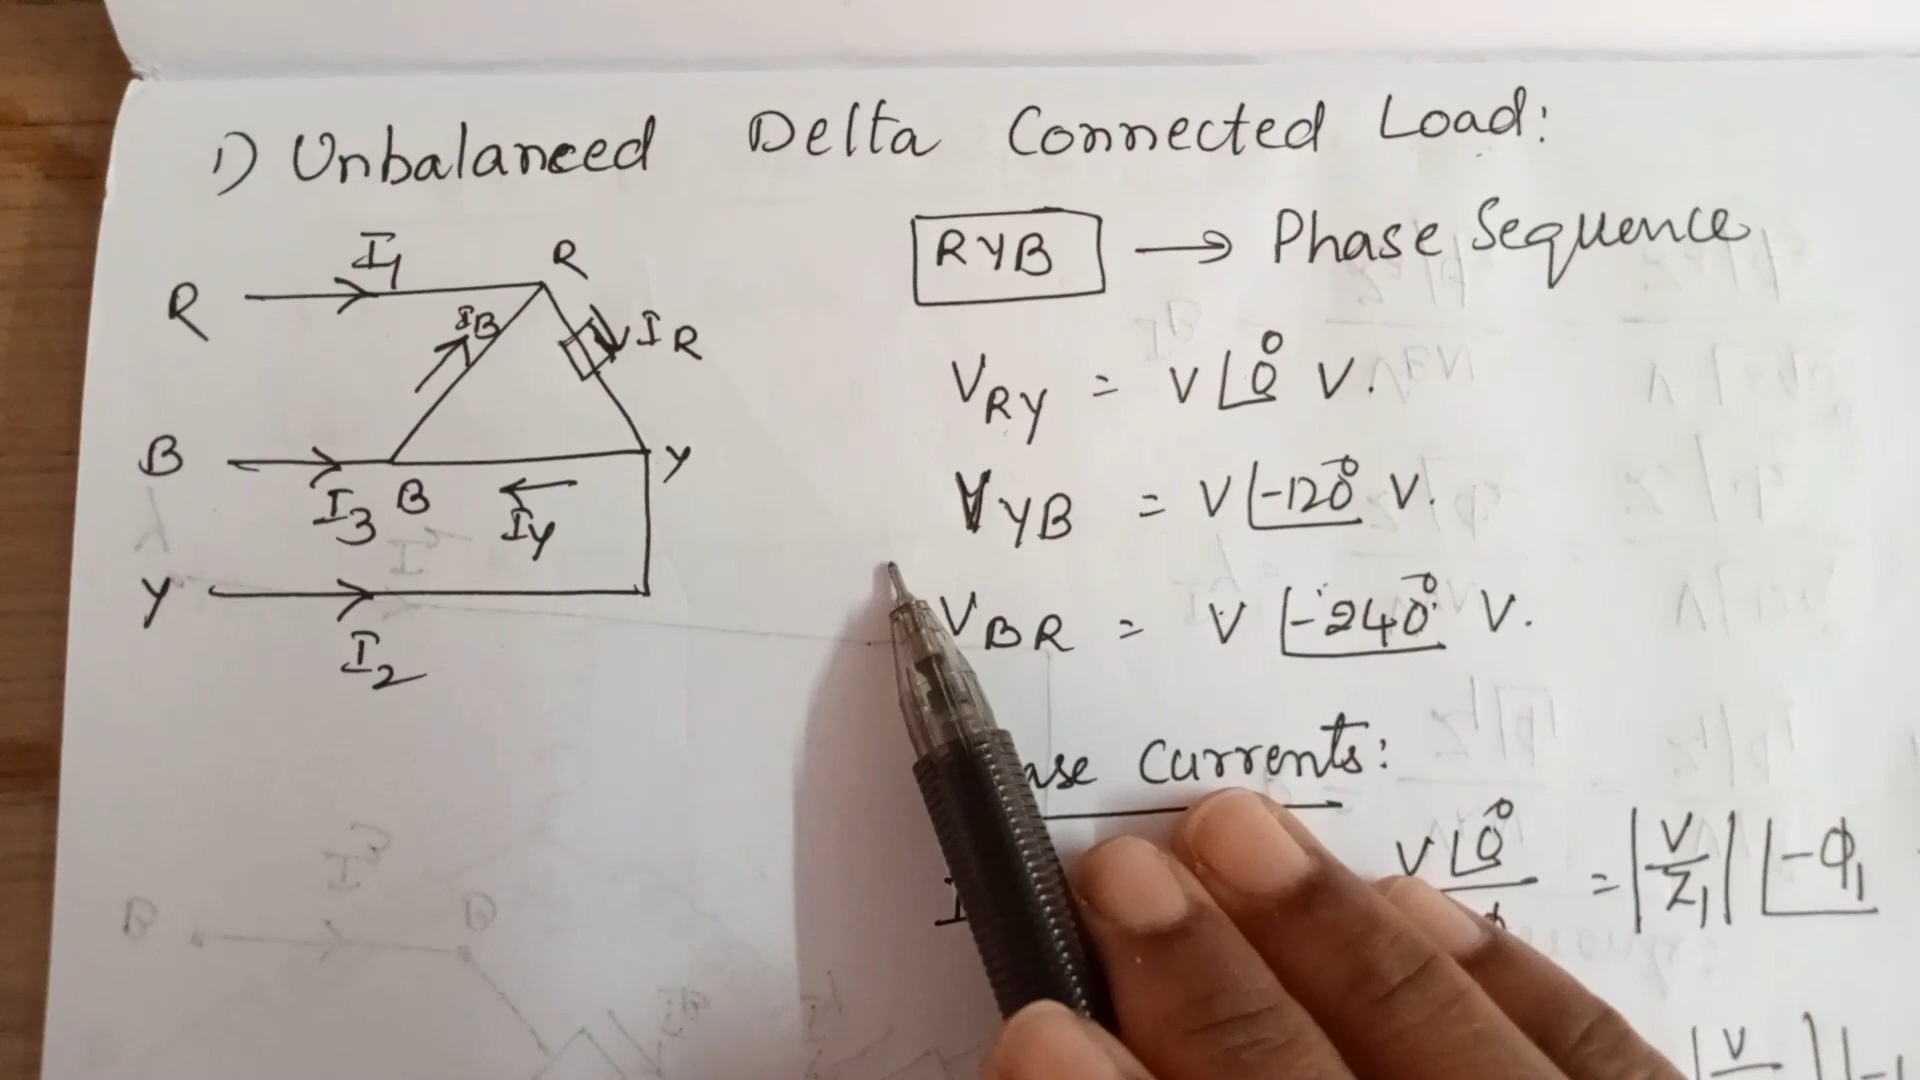 1) Unbalanced Delta Connected Load:
RYB → Phase Sequence
R I1 R
IB IR
B I3 B Y
IY
Y I2
VRY = V∠0° V.
VYB = V∠-120° V.
VBR = V∠-240° V.
Currents:
V∠0° = |V/Z1| ∠-Φ1